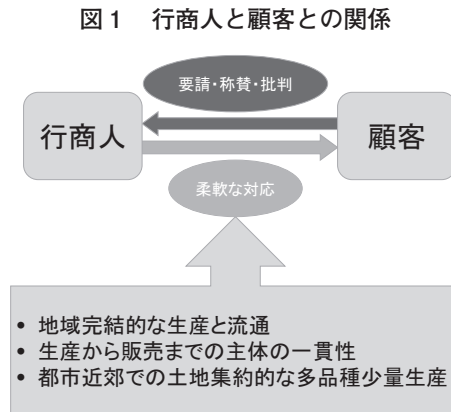 図1　行商人と顧客との関係
要請・称賛・批判
行商人
顧客
柔軟な対応
• 地域完結的な生産と流通
• 生産から販売までの主体の一貫性
• 都市近郊での土地集約的な多品種少量生産